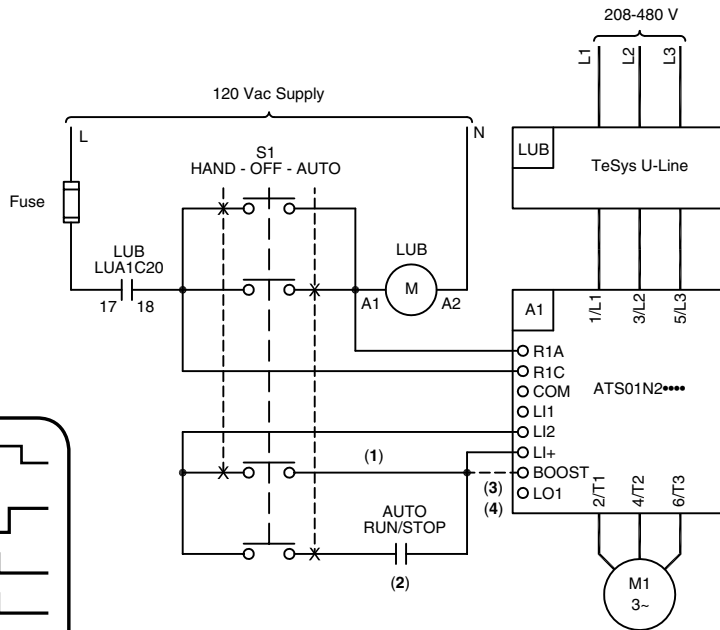 208-480 V
L1
L2
L3
120 Vac Supply
L
N
S1
HAND - OFF - AUTO
LUB
TeSys U-Line
Fuse
LUB
LUA1C20
17
18
LUB
M
A1
A2
A1
1/L1
3/L2
5/L3
R1A
R1C
COM
ATS01N2••••
LI1
LI2
LI+
(1)
BOOST
(3)
LO1
(4)
AUTO
RUN/STOP
(2)
2/T1
4/T2
6/T3
M1
3~